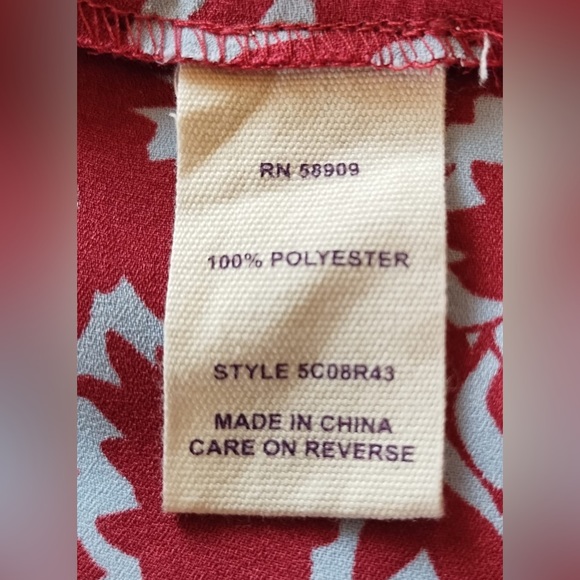 RN 58909
100% POLYESTER
STYLE 5C08R43
MADE IN CHINA
CARE ON REVERSE